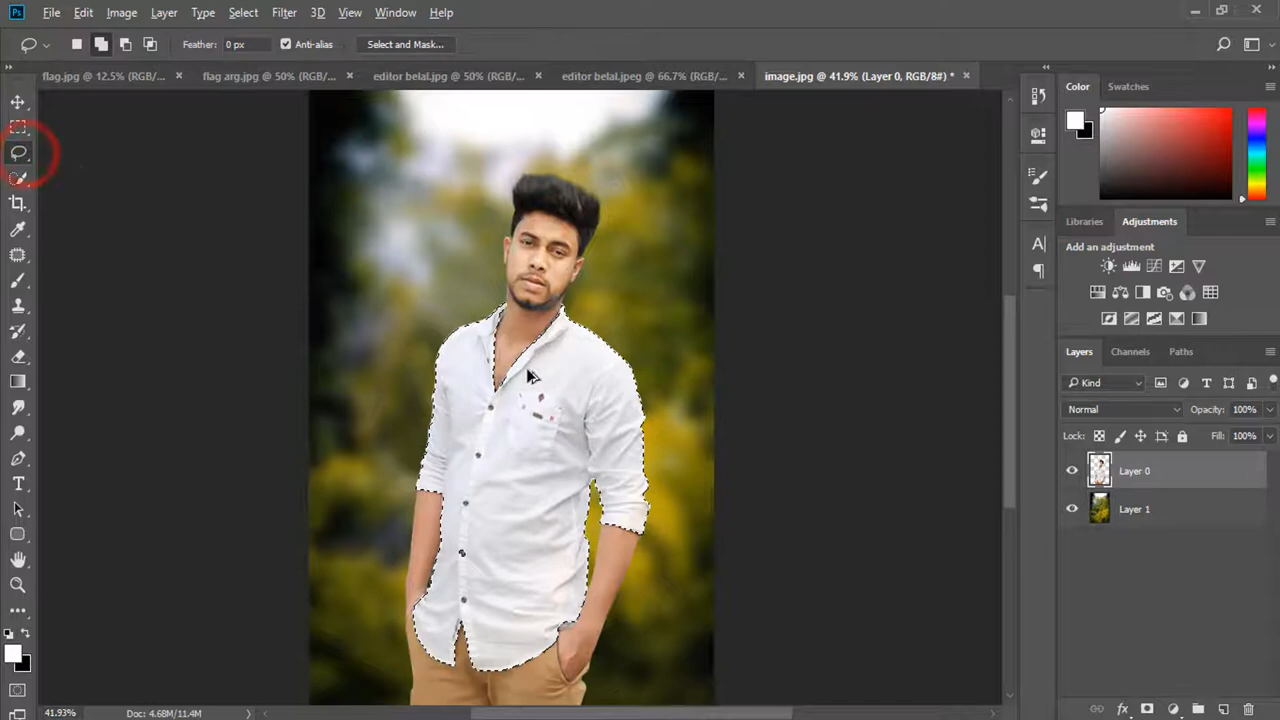 Ps File Edit Image Layer Type Select Filter 3D View Window Help
Feather: 0 px Anti-alias Select and Mask...
flag.jpg @ 12.5% (RGB/... × flag arg.jpg @ 50% (RGB/... × editor belal.jpg @ 50% (RGB/... × editor belal.jpeg @ 66.7% (RGB/... × image.jpg @ 41.9% (Layer 0, RGB/8#) * ×
Color Swatches
Libraries Adjustments
Add an adjustment
Layers Channels Paths
Kind
Normal Opacity: 100%
Lock: Fill: 100%
Layer 0
Layer 1
41.93% Doc: 4.68M/11.4M